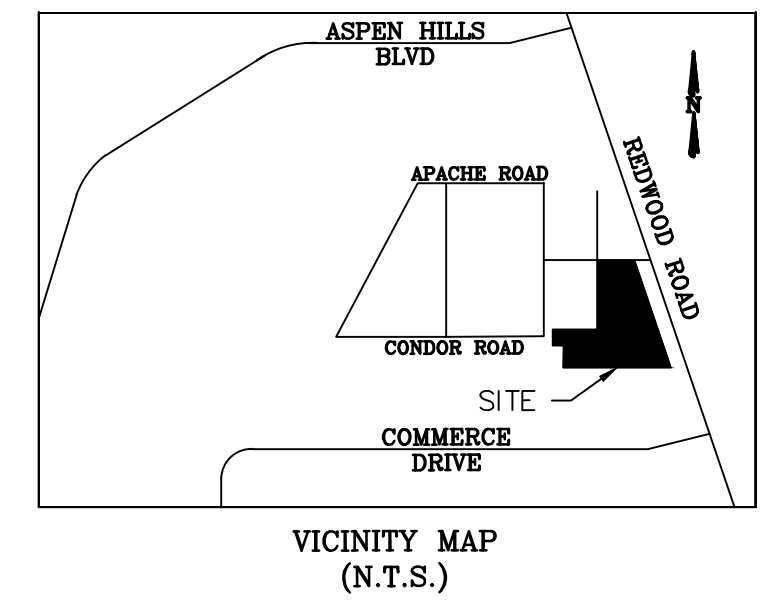 ASPEN HILLS
BLVD
N
REDWOOD ROAD
APACHE ROAD
CONDOR ROAD
SITE
COMMERCE
DRIVE
VICINITY MAP
(N.T.S.)